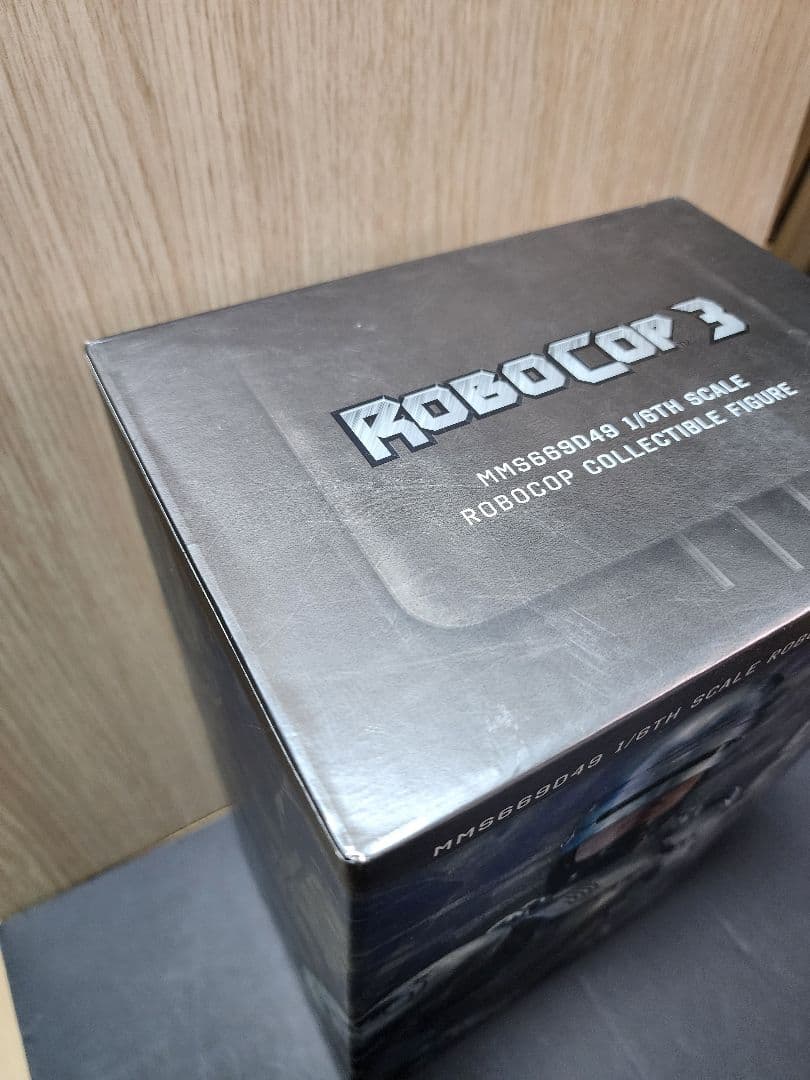 ROBOCOP 3
MMS669D49 1/6TH SCALE
ROBOCOP COLLECTIBLE FIGURE
MMS669D49 1/6TH SCALE